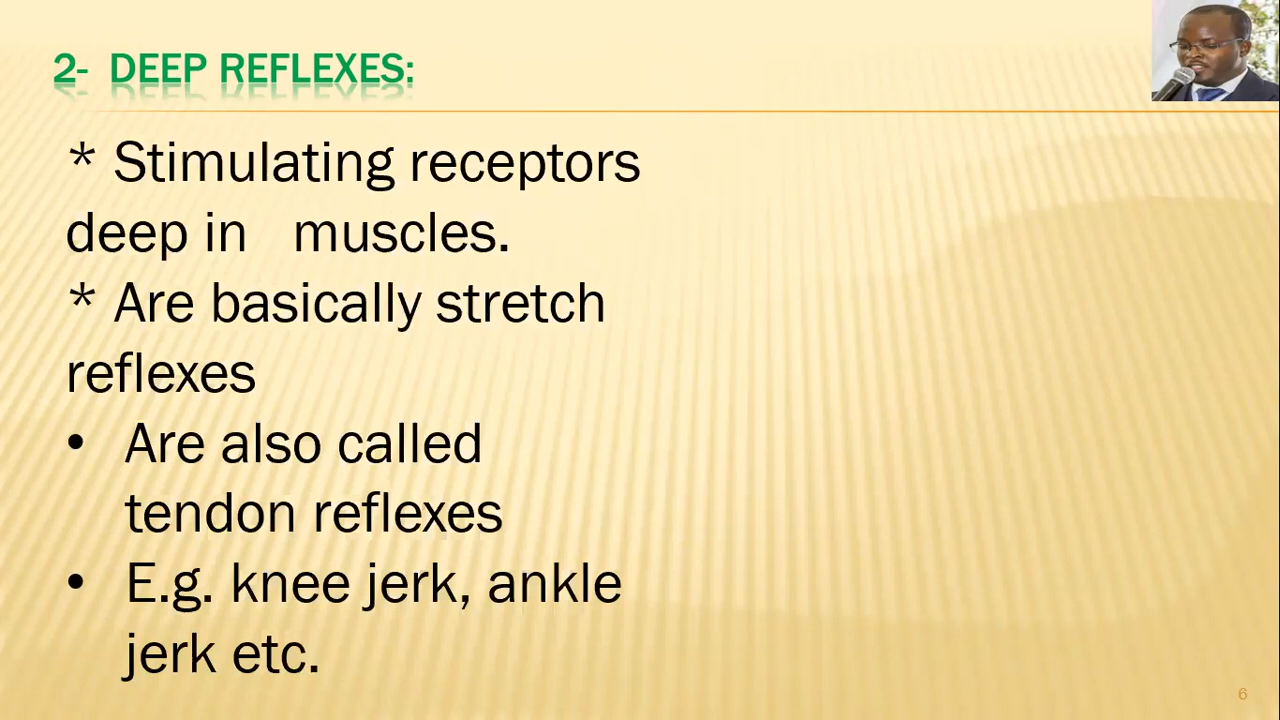 2- DEEP REFLEXES:
* Stimulating receptors
deep in muscles.
* Are basically stretch
reflexes
• Are also called
tendon reflexes
• E.g. knee jerk, ankle
jerk etc.
6